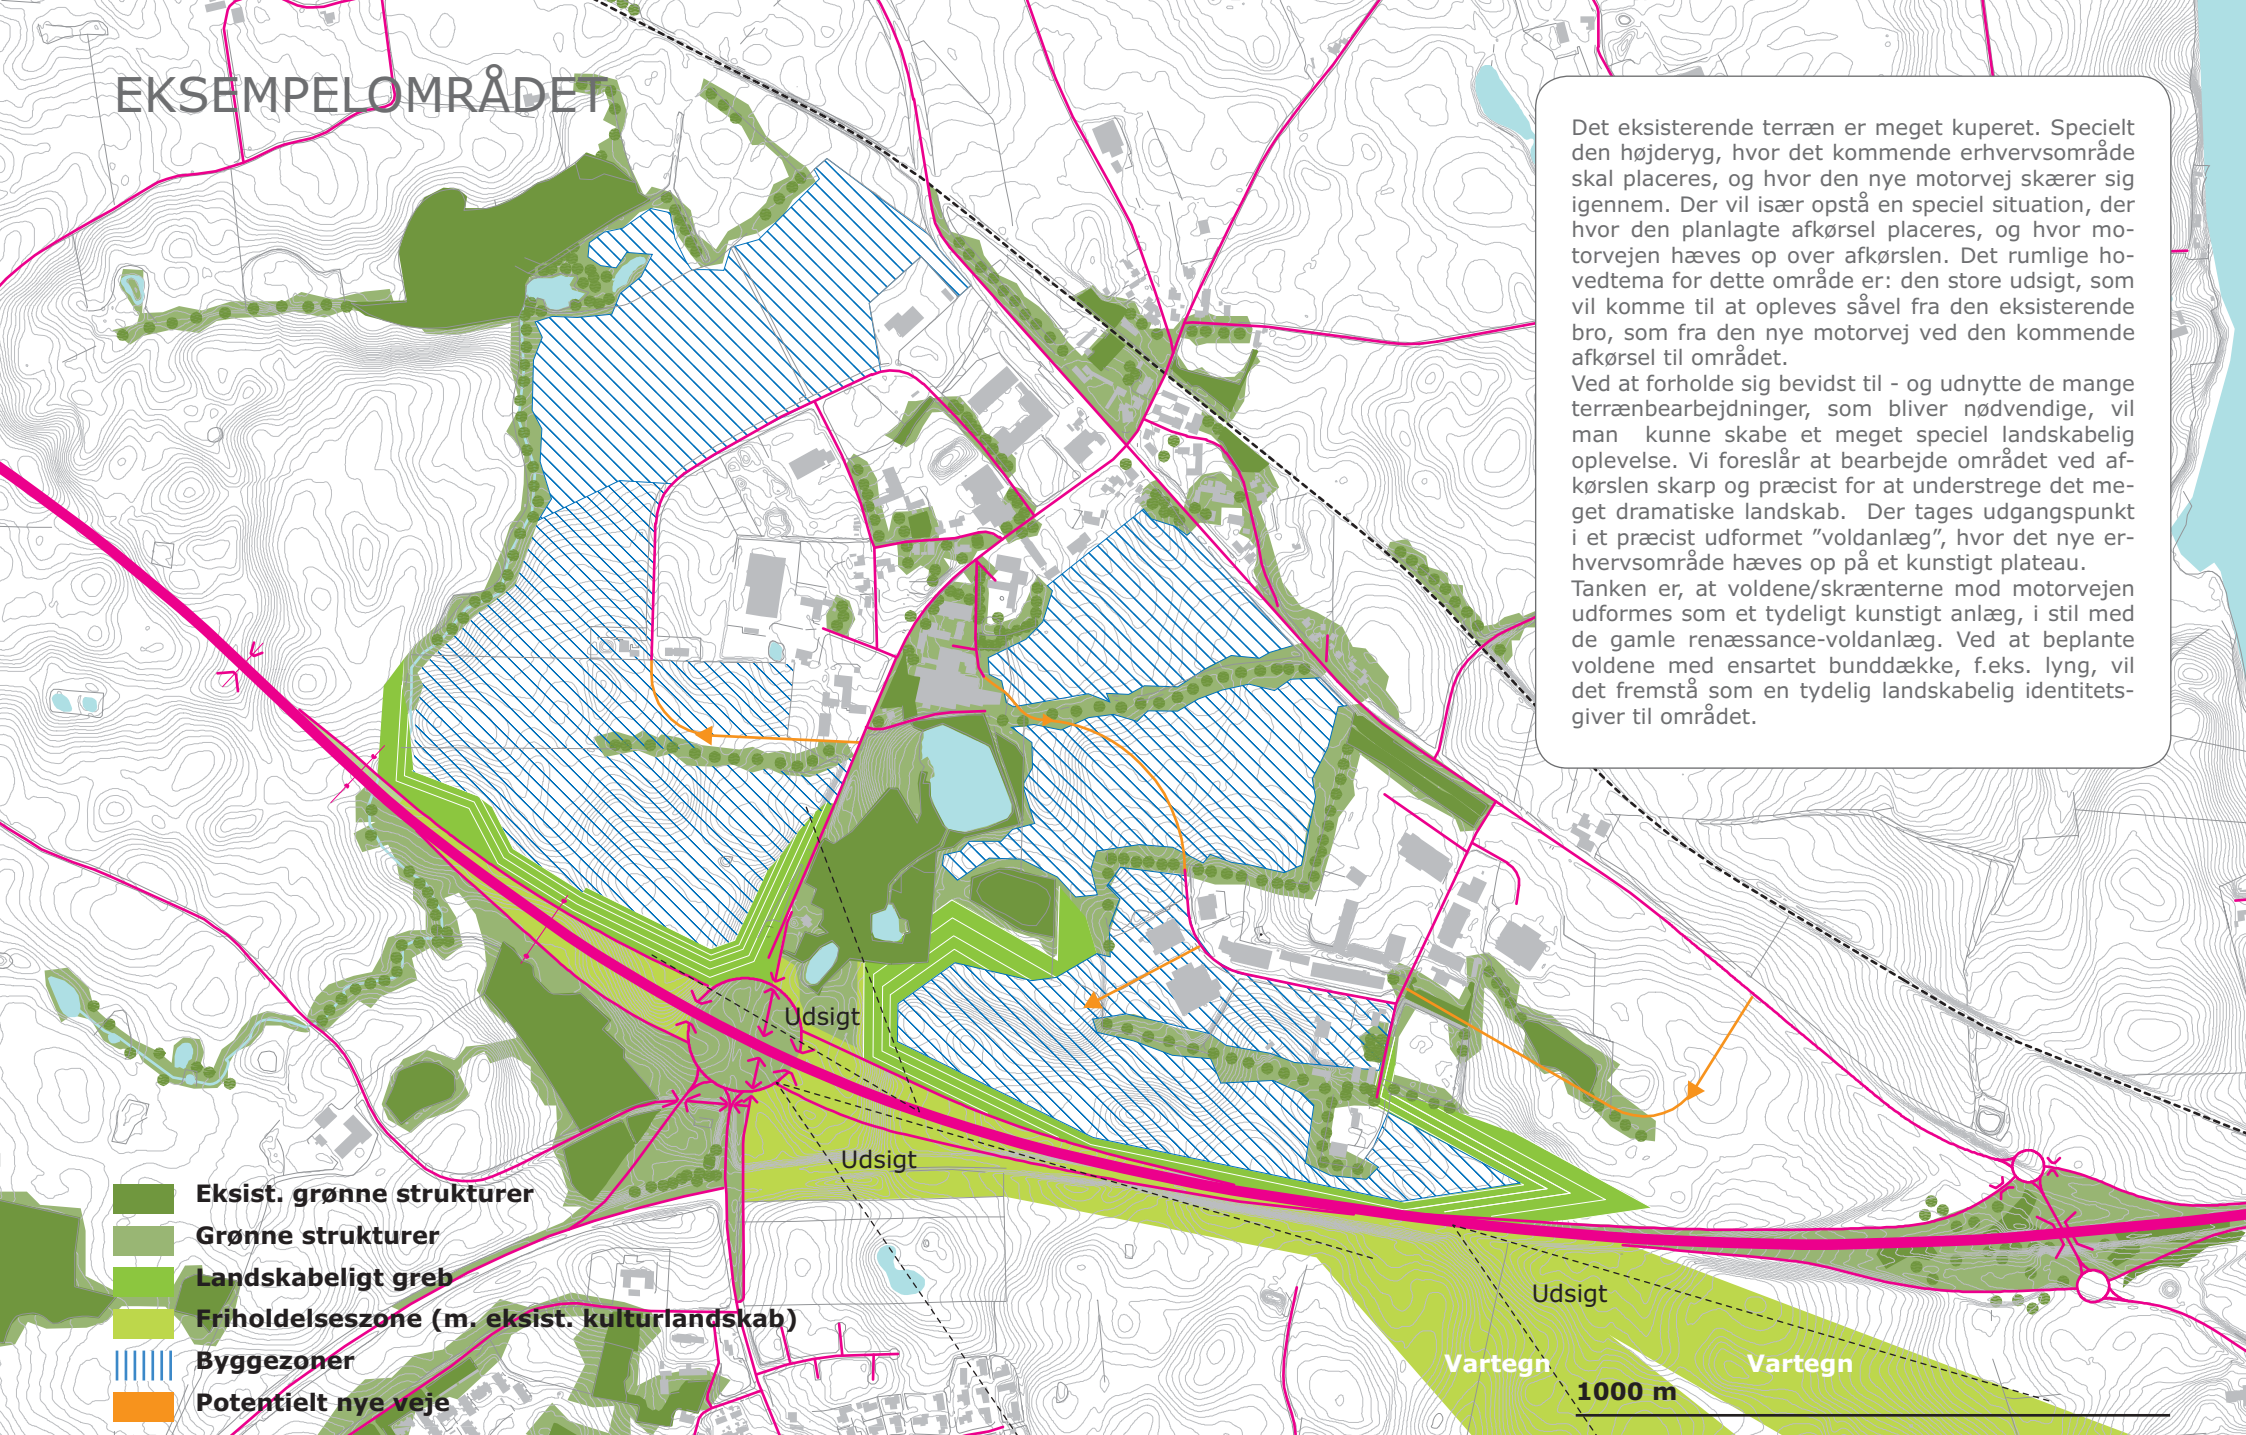 EKSEMPELOMRÅDET
Det eksisterende terræn er meget kuperet. Specielt
den højderyg, hvor det kommende erhvervsområde
skal placeres, og hvor den nye motorvej skærer sig
igennem. Der vil især opstå en speciel situation, der
hvor den planlagte afkørsel placeres, og hvor mo-
torvejen hæves op over afkørslen. Det rumlige ho-
vedtema for dette område er: den store udsigt, som
vil komme til at opleves såvel fra den eksisterende
bro, som fra den nye motorvej ved den kommende
afkørsel til området.
Ved at forholde sig bevidst til - og udnytte de mange
terrænbearbejdninger, som bliver nødvendige, vil
man kunne skabe et meget speciel landskabelig
oplevelse. Vi foreslår at bearbejde området ved af-
kørslen skarp og præcist for at understrege det me-
get dramatiske landskab. Der tages udgangspunkt
i et præcist udformet ”voldanlæg”, hvor det nye er-
hvervsområde hæves op på et kunstigt plateau.
Tanken er, at voldene/skrænterne mod motorvejen
udformes som et tydeligt kunstigt anlæg, i stil med
de gamle renæssance-voldanlæg. Ved at beplante
voldene med ensartet bunddække, f.eks. lyng, vil
det fremstå som en tydelig landskabelig identitets-
giver til området.
Udsigt
Udsigt
Udsigt
Vartegn
Vartegn
1000 m
Eksist. grønne strukturer
Grønne strukturer
Landskabeligt greb
Friholdelseszone (m. eksist. kulturlandskab)
Byggezoner
Potentielt nye veje